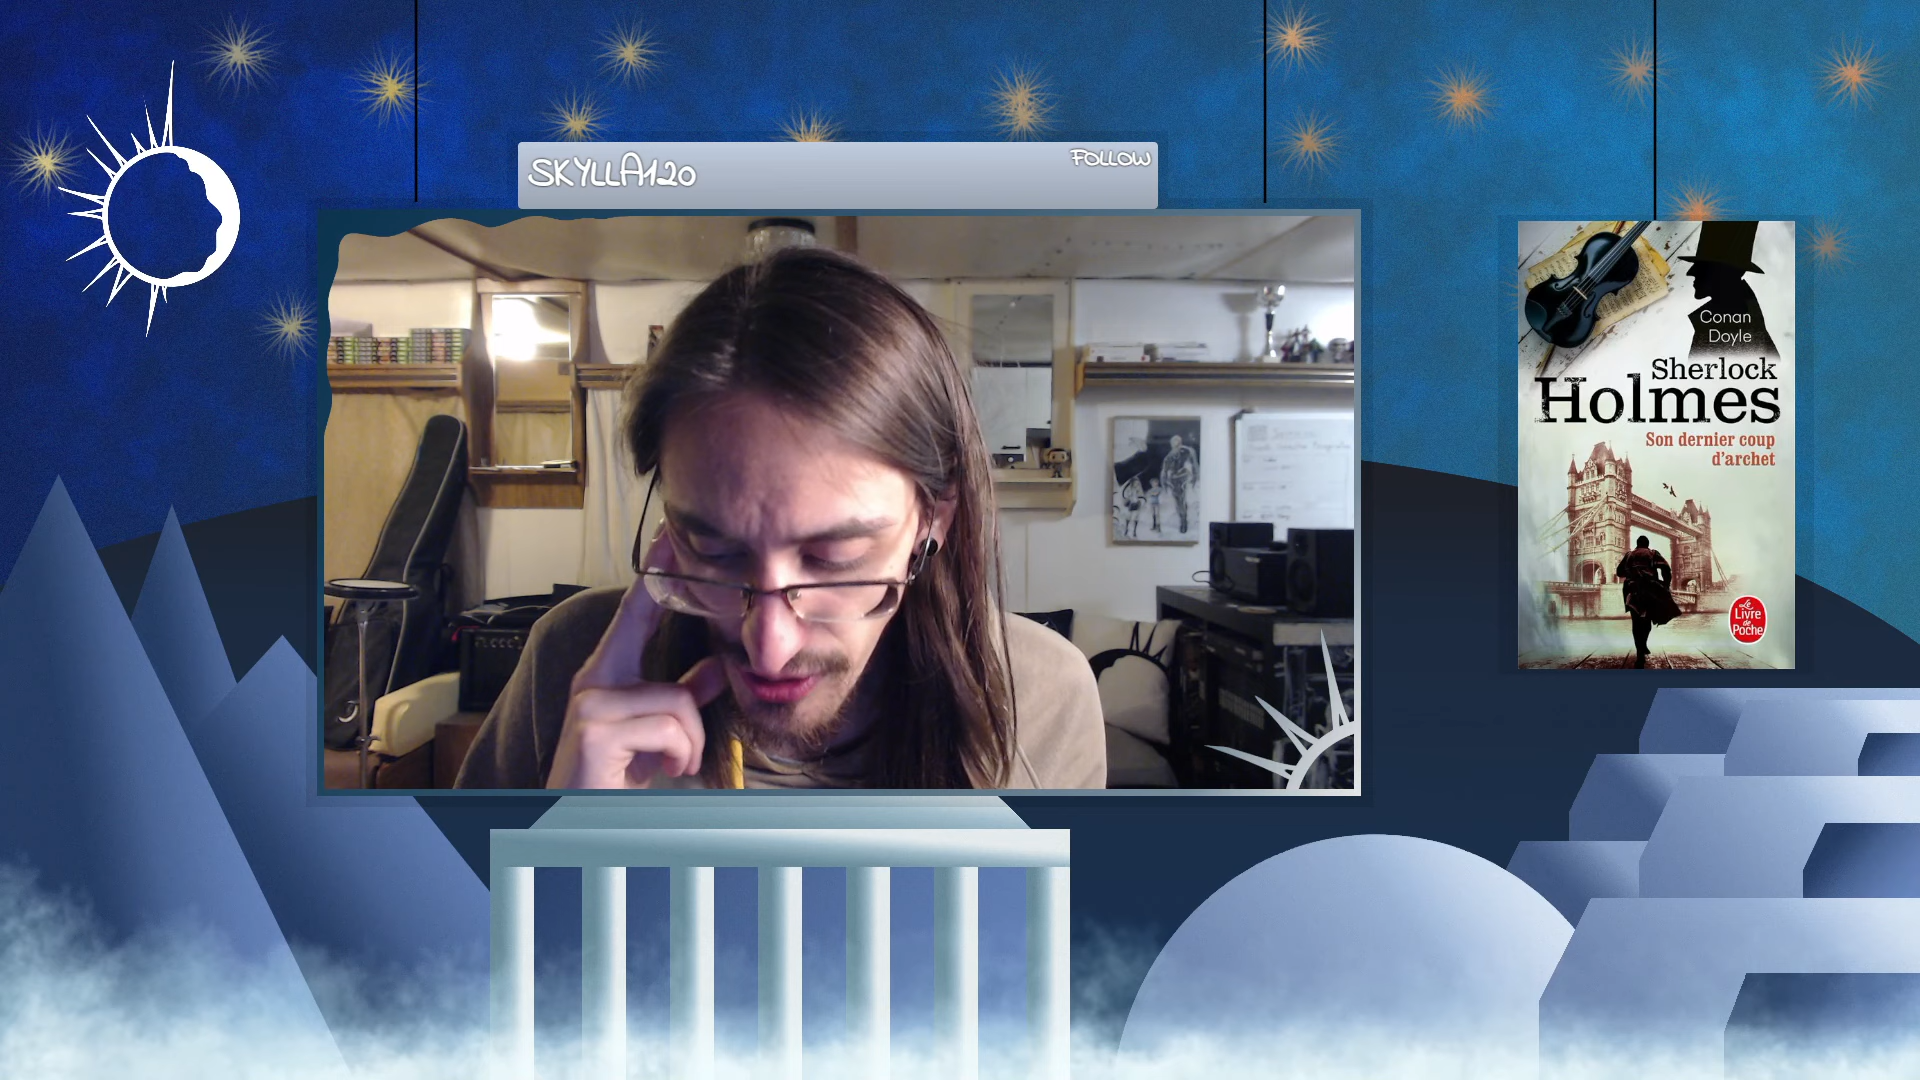 SKYLLA120
FOLLOW
Conan
Doyle
Sherlock
Holmes
Son dernier coup
d'archet
Le
Livre
de
Poche